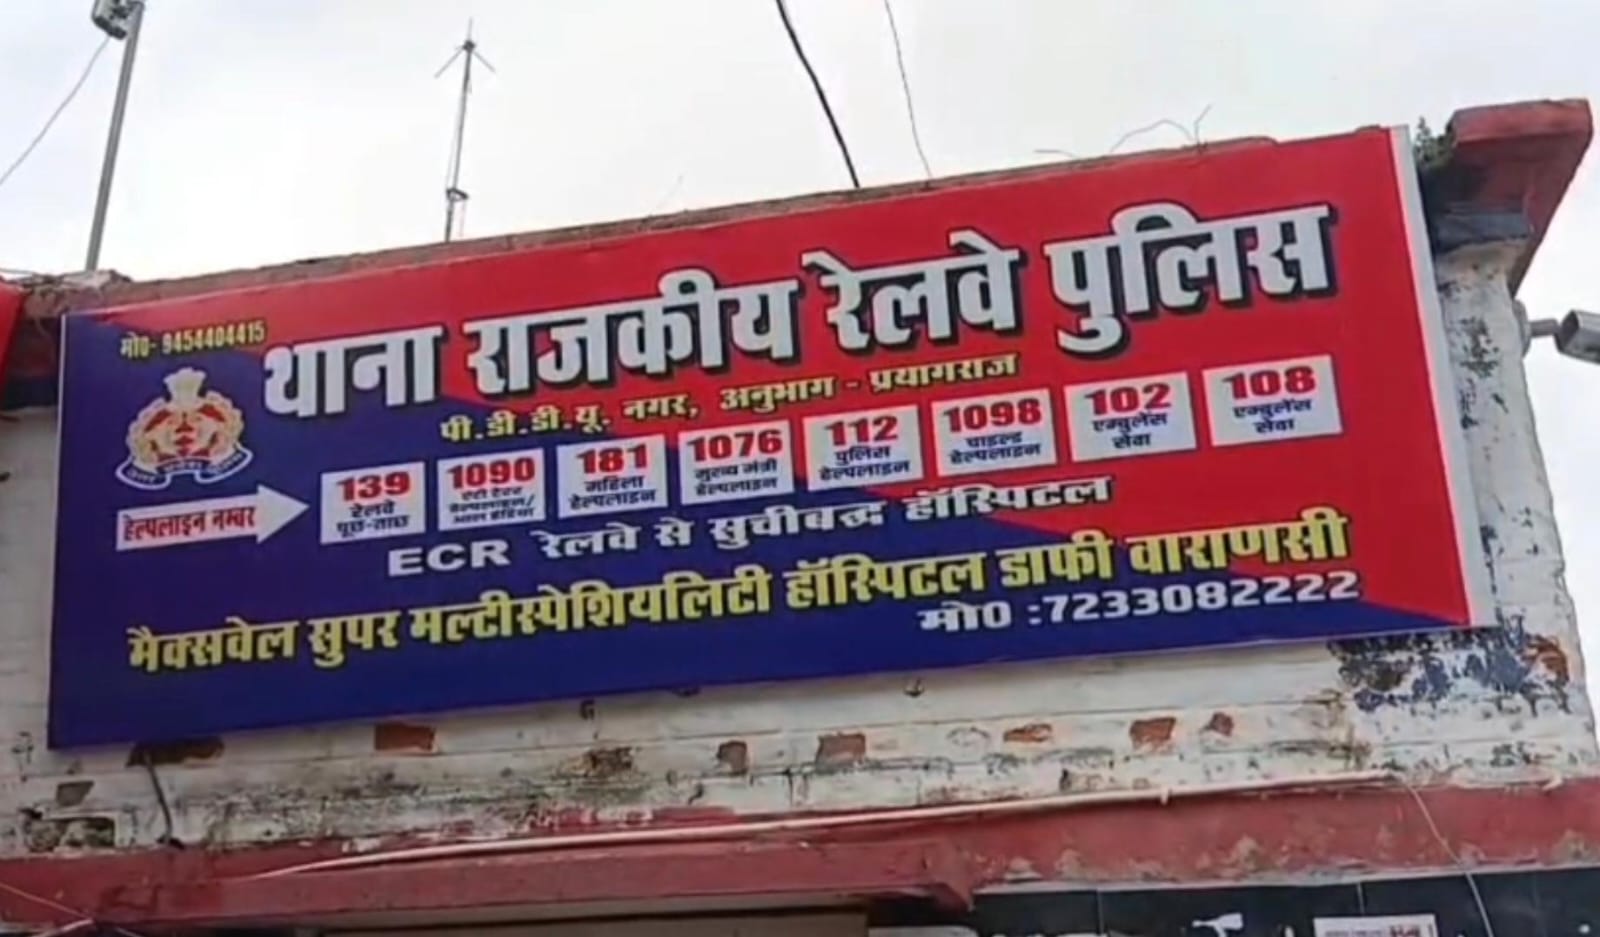 मो0- 9454404415
थाना राजकीय रेलवे पुलिस
पी.डी.डी.यू. नगर, अनुभाग - प्रयागराज
हेल्पलाइन नम्बर
139
रेलवे
पूछ-ताछ
1090
181
महिला
हेल्पलाइन
1076
मुख्य मंत्री
हेल्पलाइन
112
पुलिस
हेल्पलाइन
1098
चाइल्ड
हेल्पलाइन
102
एम्बुलेंस
सेवा
108
एम्बुलेंस
सेवा
ECR रेलवे से सुचीबद्ध हॉस्पिटल
मैक्सवेल सुपर मल्टीस्पेशियलिटी हॉस्पिटल डाफी वाराणसी
मो0 :7233082222